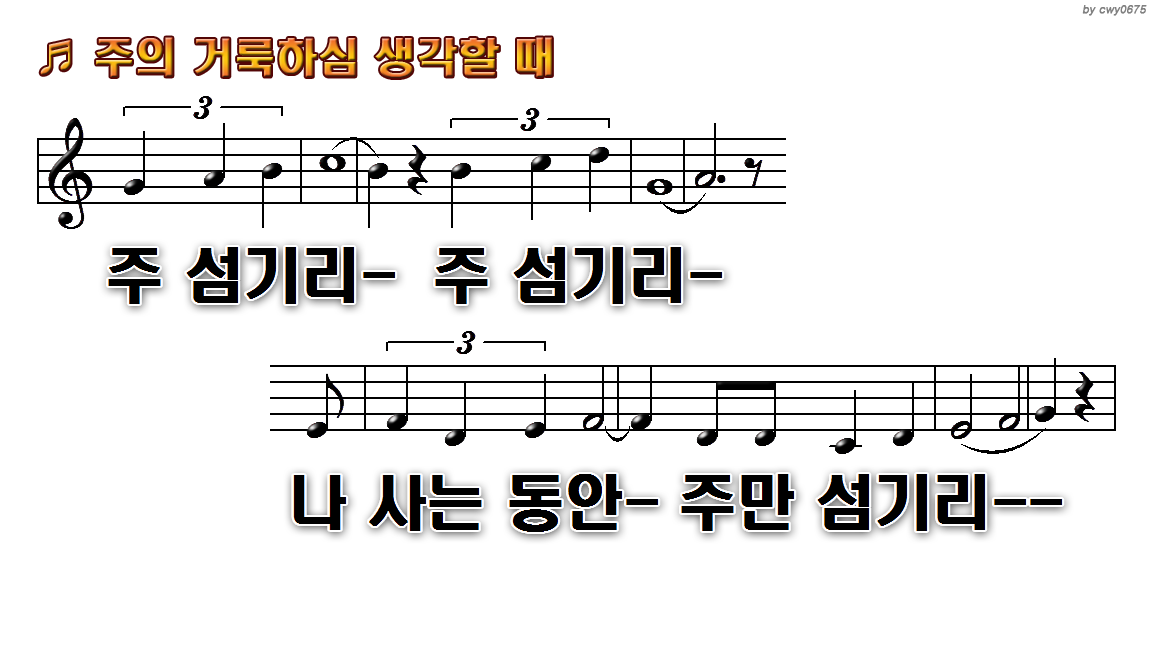 by cwy0675
♬ 주의 거룩하심 생각할 때
3 3
주 섬기리- 주 섬기리-
3
나 사는 동안- 주만 섬기리--